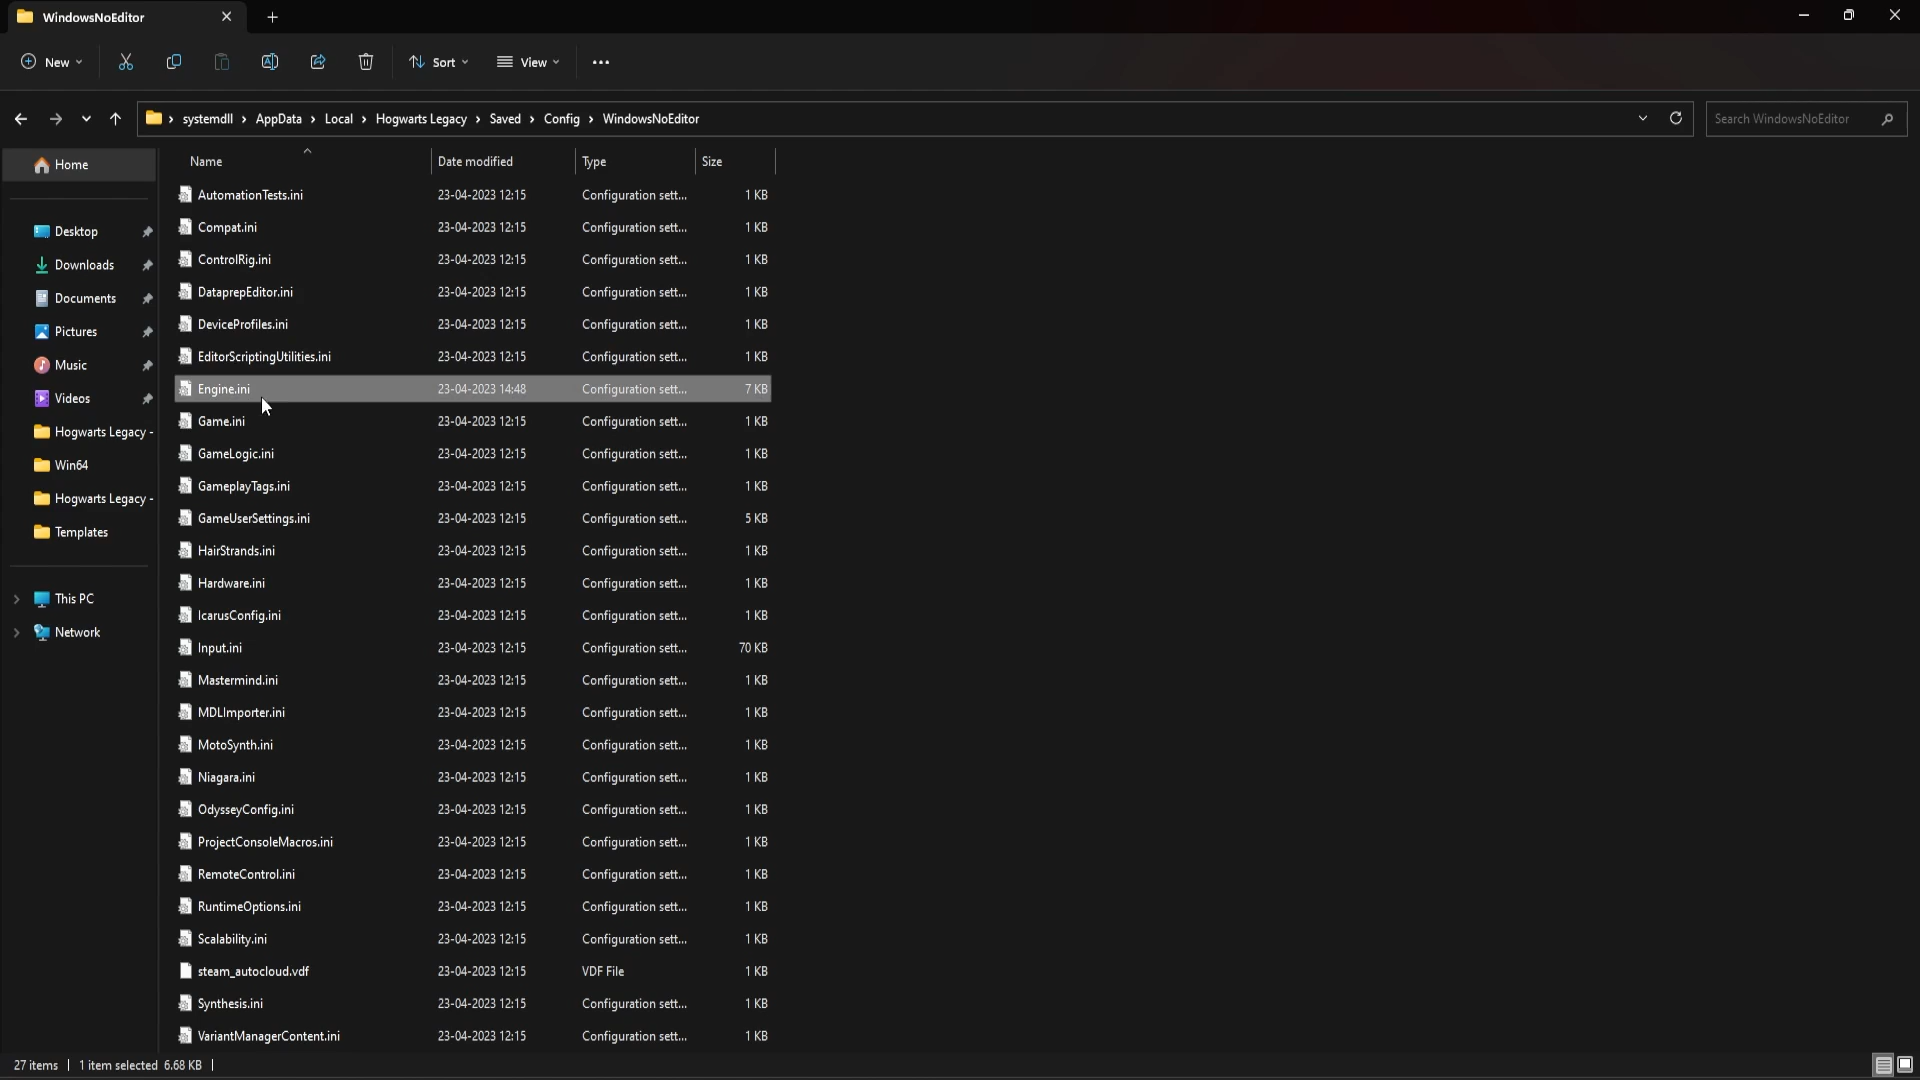 WindowsNoEditor
New
Sort
View
systemdll > AppData > Local > Hogwarts Legacy > Saved > Config > WindowsNoEditor
Search WindowsNoEditor
Home
Desktop
Downloads
Documents
Pictures
Music
Videos
Hogwarts Legacy -
Win64
Hogwarts Legacy -
Templates
This PC
Network
Name Date modified Type Size
AutomationTests.ini 23-04-2023 12:15 Configuration sett... 1 KB
Compat.ini 23-04-2023 12:15 Configuration sett... 1 KB
ControlRig.ini 23-04-2023 12:15 Configuration sett... 1 KB
DataprepEditor.ini 23-04-2023 12:15 Configuration sett... 1 KB
DeviceProfiles.ini 23-04-2023 12:15 Configuration sett... 1 KB
EditorScriptingUtilities.ini 23-04-2023 12:15 Configuration sett... 1 KB
Engine.ini 23-04-2023 14:48 Configuration sett... 7 KB
Game.ini 23-04-2023 12:15 Configuration sett... 1 KB
GameLogic.ini 23-04-2023 12:15 Configuration sett... 1 KB
GameplayTags.ini 23-04-2023 12:15 Configuration sett... 1 KB
GameUserSettings.ini 23-04-2023 12:15 Configuration sett... 5 KB
HairStrands.ini 23-04-2023 12:15 Configuration sett... 1 KB
Hardware.ini 23-04-2023 12:15 Configuration sett... 1 KB
IcarusConfig.ini 23-04-2023 12:15 Configuration sett... 1 KB
Input.ini 23-04-2023 12:15 Configuration sett... 70 KB
Mastermind.ini 23-04-2023 12:15 Configuration sett... 1 KB
MDLImporter.ini 23-04-2023 12:15 Configuration sett... 1 KB
MotoSynth.ini 23-04-2023 12:15 Configuration sett... 1 KB
Niagara.ini 23-04-2023 12:15 Configuration sett... 1 KB
OdysseyConfig.ini 23-04-2023 12:15 Configuration sett... 1 KB
ProjectConsoleMacros.ini 23-04-2023 12:15 Configuration sett... 1 KB
RemoteControl.ini 23-04-2023 12:15 Configuration sett... 1 KB
RuntimeOptions.ini 23-04-2023 12:15 Configuration sett... 1 KB
Scalability.ini 23-04-2023 12:15 Configuration sett... 1 KB
steam_autocloud.vdf 23-04-2023 12:15 VDF File 1 KB
Synthesis.ini 23-04-2023 12:15 Configuration sett... 1 KB
VariantManagerContent.ini 23-04-2023 12:15 Configuration sett... 1 KB
27 items | 1 item selected 6.68 KB |